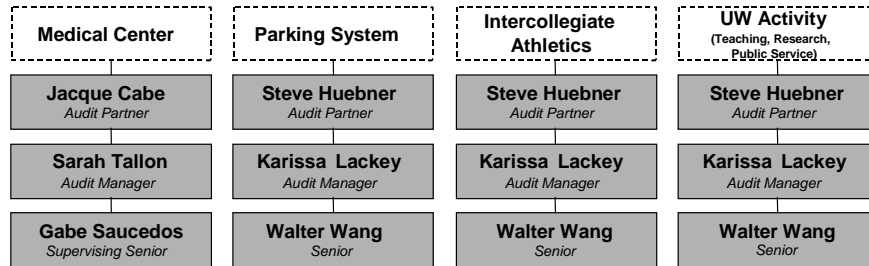 Medical Center
Jacque Cabe
Audit Partner
Sarah Tallon
Audit Manager
Gabe Saucedos
Supervising Senior
Parking System
Steve Huebner
Audit Partner
Karissa Lackey
Audit Manager
Walter Wang
Senior
Intercollegiate
Athletics
Steve Huebner
Audit Partner
Karissa Lackey
Audit Manager
Walter Wang
Senior
UW Activity
(Teaching, Research,
Public Service)
Steve Huebner
Audit Partner
Karissa Lackey
Audit Manager
Walter Wang
Senior